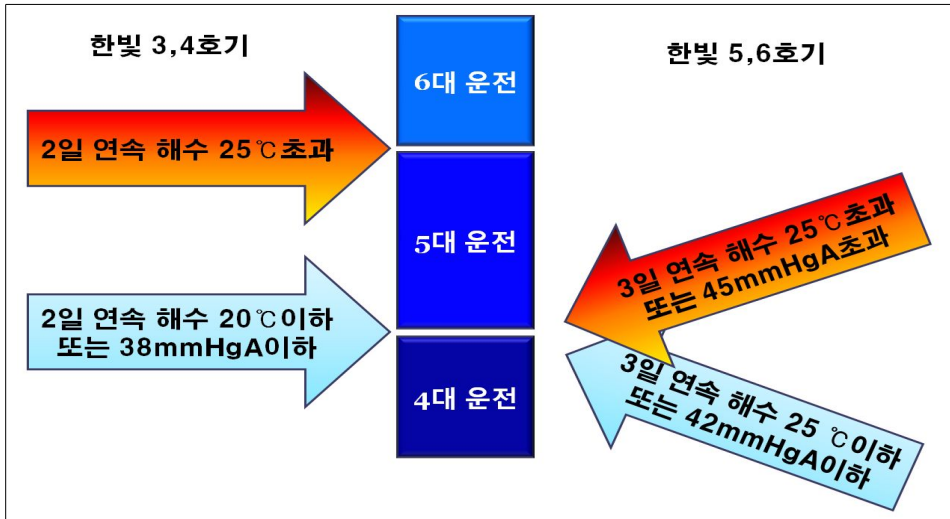 한빛 3,4호기
2일 연속 해수 25℃초과
2일 연속 해수 20℃이하
또는 38mmHgA이하
6대 운전
5대 운전
4대 운전
한빛 5,6호기
3일 연속 해수 25℃초과
또는 45mmHgA초과
3일 연속 해수 25 ℃이하
또는 42mmHgA이하